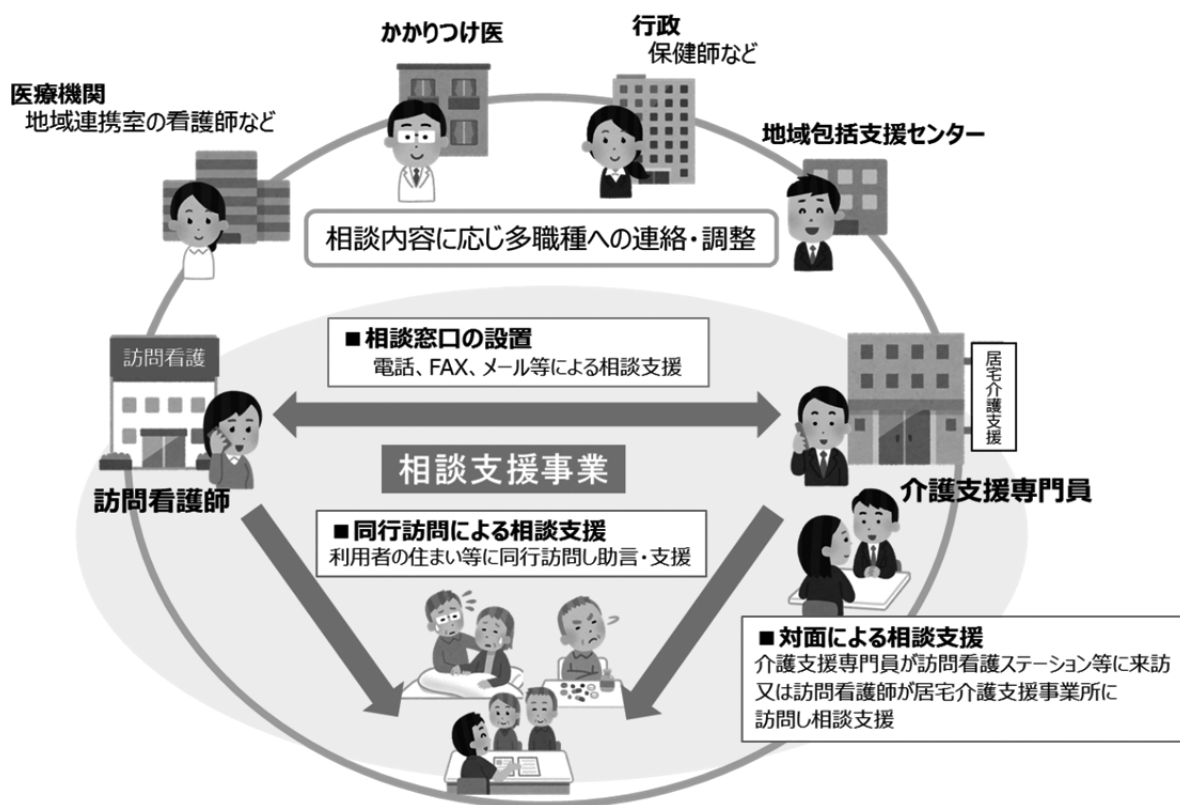 かかりつけ医
行政
保健師など
医療機関
地域連携室の看護師など
地域包括支援センター
相談内容に応じ多職種への連絡・調整
訪問看護
■相談窓口の設置
電話、FAX、メール等による相談支援
居宅介護支援
相談支援事業
訪問看護師
介護支援専門員
■同行訪問による相談支援
利用者の住まい等に同行訪問し助言・支援
■対面による相談支援
介護支援専門員が訪問看護ステーション等に来訪
又は訪問看護師が居宅介護支援事業所に
訪問し相談支援